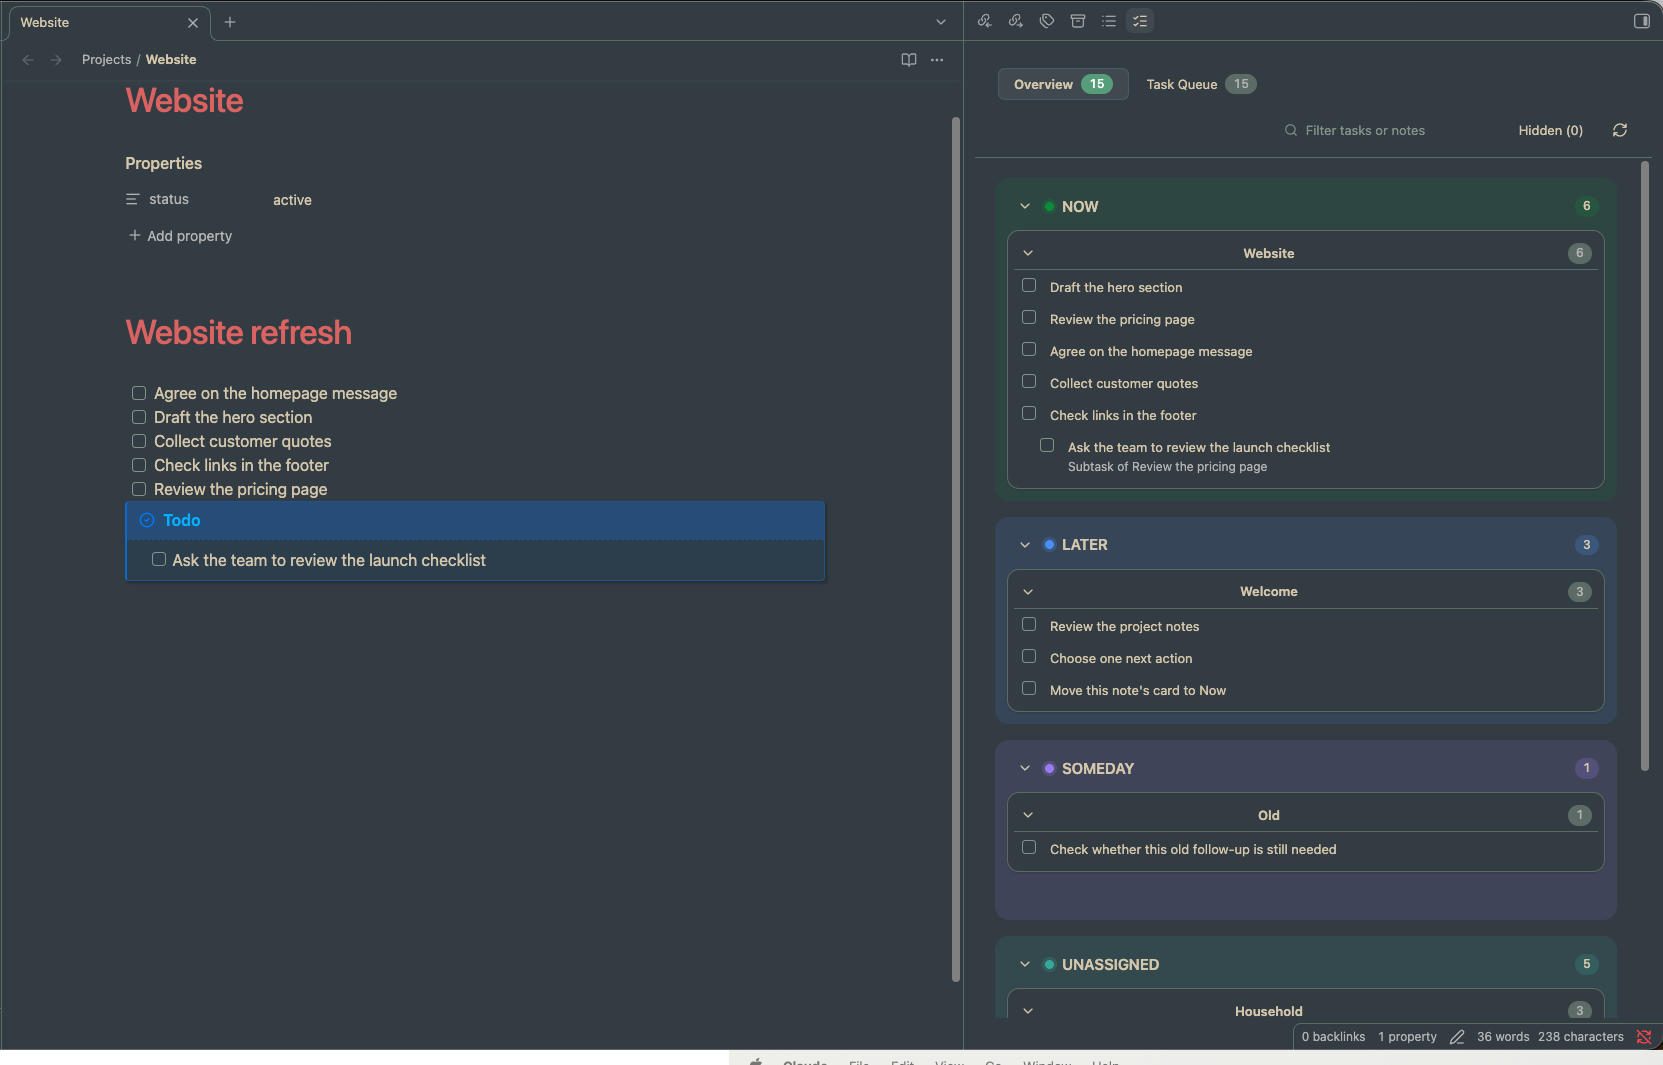 Website
Projects / Website
Website
Properties
status active
Add property
Website refresh
Agree on the homepage message
Draft the hero section
Collect customer quotes
Check links in the footer
Review the pricing page
Todo
Ask the team to review the launch checklist
Overview 15 Task Queue 15
Filter tasks or notes Hidden (0)
NOW 6
Website 6
Draft the hero section
Review the pricing page
Agree on the homepage message
Collect customer quotes
Check links in the footer
Ask the team to review the launch checklist
Subtask of Review the pricing page
LATER 3
Welcome 3
Review the project notes
Choose one next action
Move this note's card to Now
SOMEDAY 1
Old 1
Check whether this old follow-up is still needed
UNASSIGNED 5
Household 3
0 backlinks 1 property 36 words 238 characters
Claude File Edit View Go Window Help